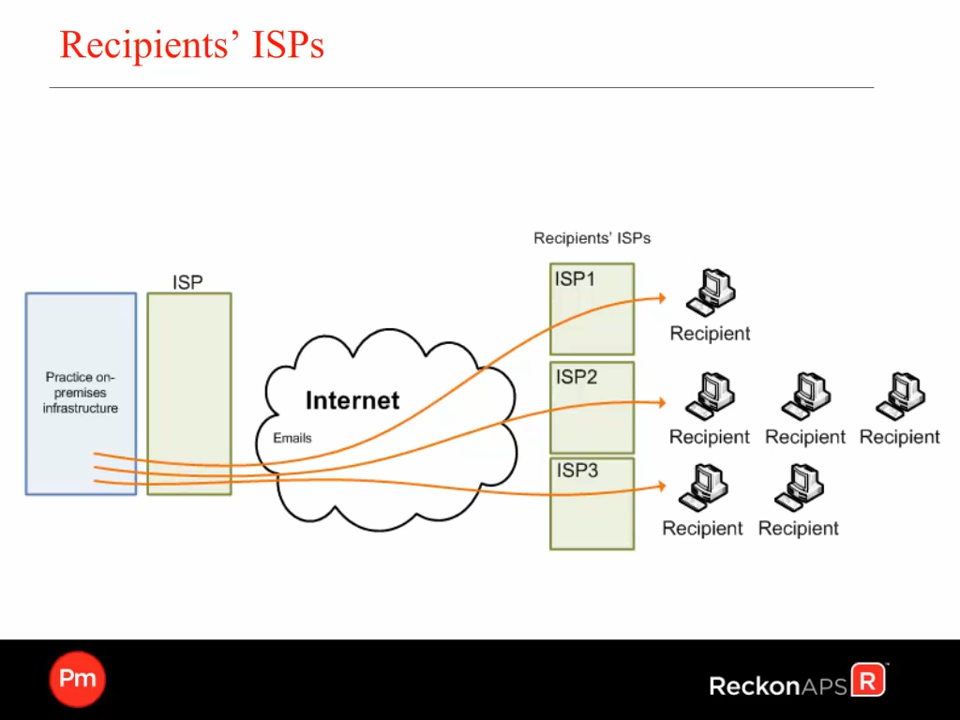 Recipients’ ISPs
Recipients’ ISPs
ISP
ISP1
Recipient
Practice on-
premises
infrastructure
Internet
Emails
ISP2
Recipient Recipient Recipient
ISP3
Recipient Recipient
Pm
ReckonAPS R ™